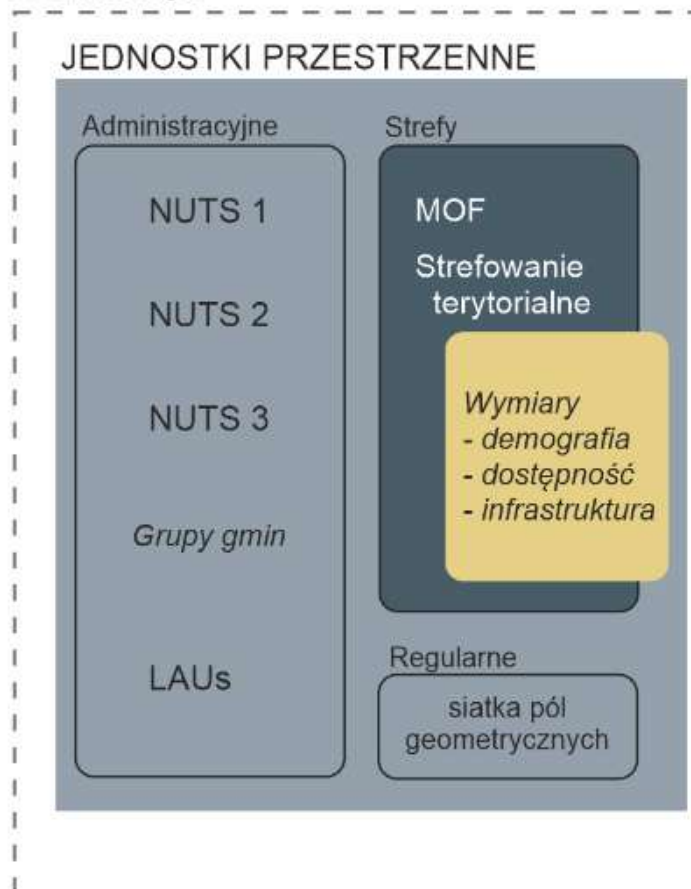 JEDNOSTKI PRZESTRZENNE
Administracyjne
NUTS 1
NUTS 2
NUTS 3
Grupy gmin
LAUs
Strefy
MOF
Strefowanie
terytorialne
Wymiary
- demografia
- dostępność
- infrastruktura
Regularne
siatka pól
geometrycznych